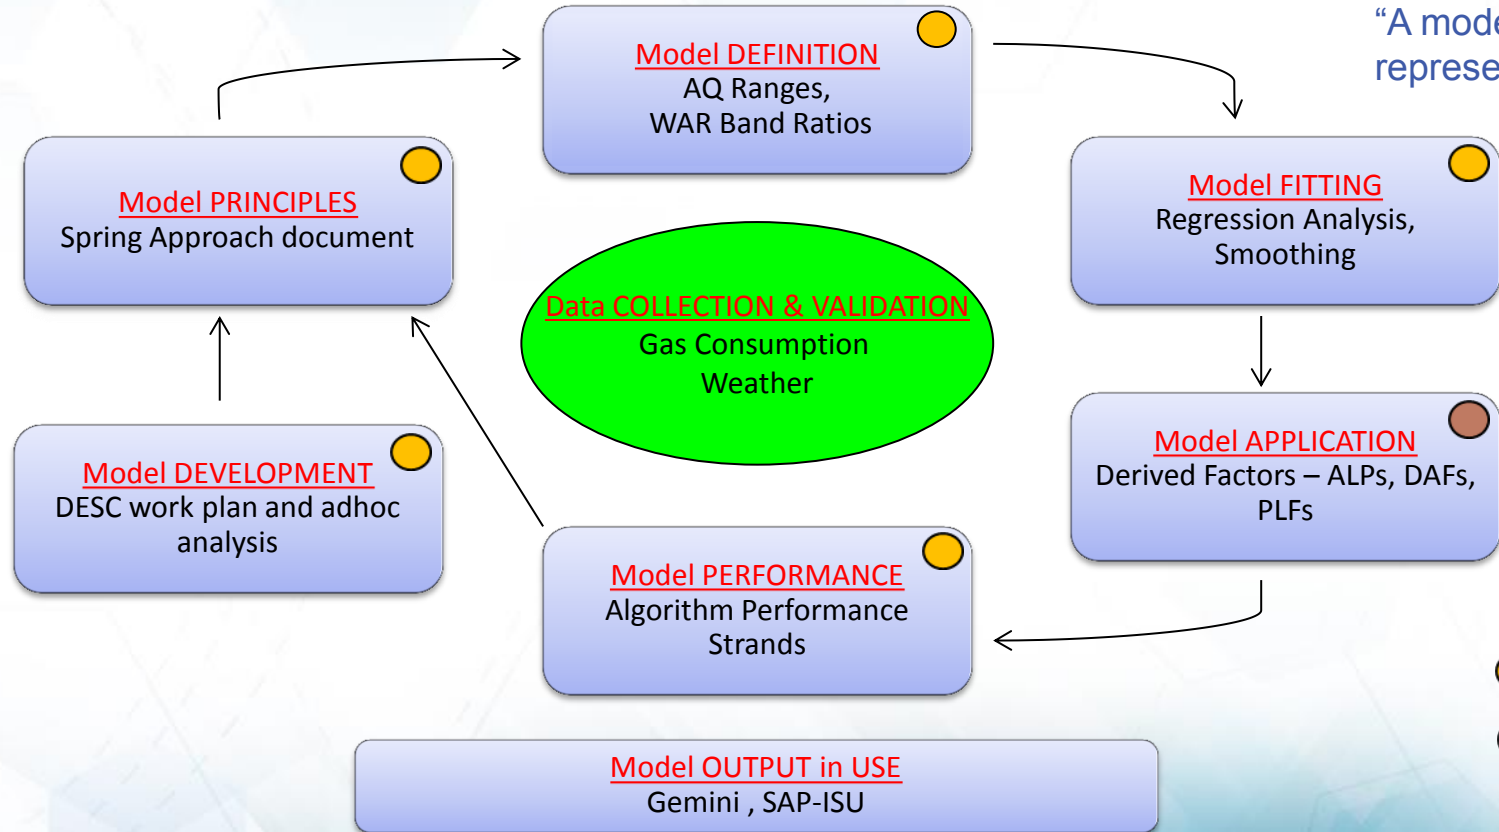 “A mode
represe
Model DEFINITION
AQ Ranges,
WAR Band Ratios
Model PRINCIPLES
Spring Approach document
Model FITTING
Regression Analysis,
Smoothing
Data COLLECTION & VALIDATION
Gas Consumption
Weather
Model DEVELOPMENT
DESC work plan and adhoc
analysis
Model APPLICATION
Derived Factors – ALPs, DAFs,
PLFs
Model PERFORMANCE
Algorithm Performance
Strands
Model OUTPUT in USE
Gemini , SAP-ISU